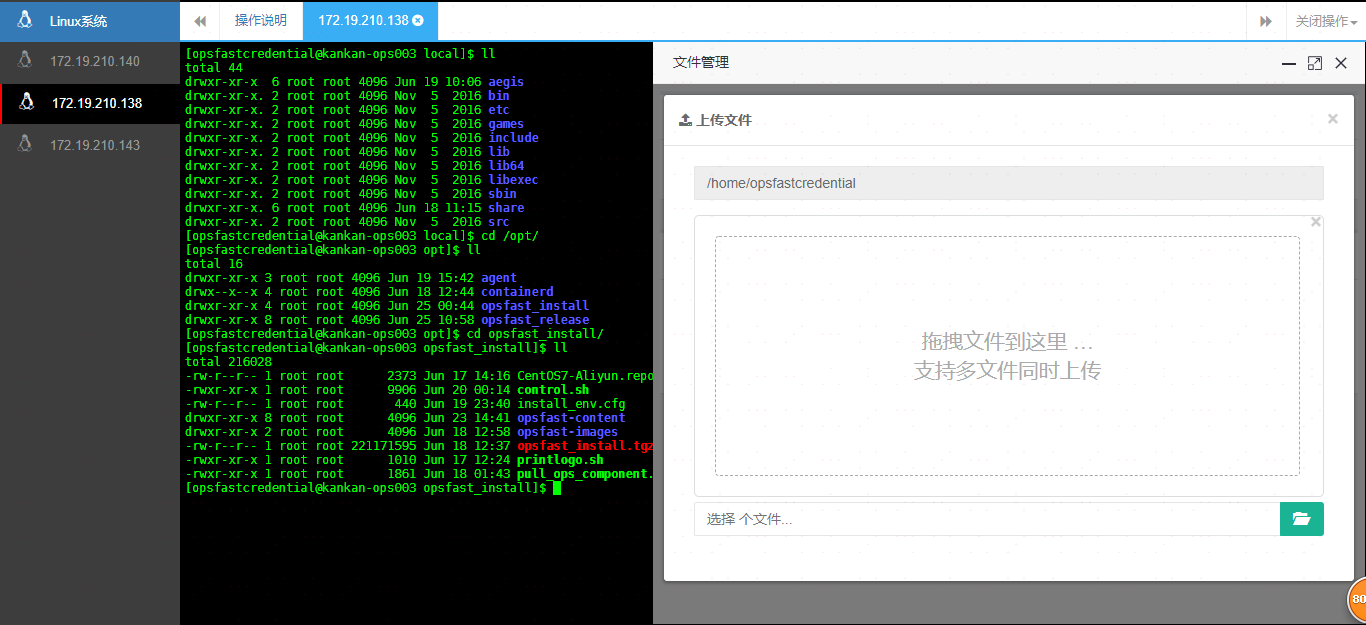 Linux系统
操作说明
172.19.210.138
关闭操作
172.19.210.140
172.19.210.138
172.19.210.143
[opsfastcredential@kankan-ops003 local]$ ll
total 44
drwxr-xr-x  6 root root 4096 Jun 19 10:06 aegis
drwxr-xr-x. 2 root root 4096 Nov  5  2016 bin
drwxr-xr-x. 2 root root 4096 Nov  5  2016 etc
drwxr-xr-x. 2 root root 4096 Nov  5  2016 games
drwxr-xr-x. 2 root root 4096 Nov  5  2016 include
drwxr-xr-x. 2 root root 4096 Nov  5  2016 lib
drwxr-xr-x. 2 root root 4096 Nov  5  2016 lib64
drwxr-xr-x. 2 root root 4096 Nov  5  2016 libexec
drwxr-xr-x. 2 root root 4096 Nov  5  2016 sbin
drwxr-xr-x. 6 root root 4096 Jun 18 11:15 share
drwxr-xr-x. 2 root root 4096 Nov  5  2016 src
[opsfastcredential@kankan-ops003 local]$ cd /opt/
[opsfastcredential@kankan-ops003 opt]$ ll
total 16
drwxr-xr-x 3 root root 4096 Jun 19 15:42 agent
drwx--x--x 4 root root 4096 Jun 18 12:44 containerd
drwxr-xr-x 4 root root 4096 Jun 25 00:44 opsfast_install
drwxr-xr-x 8 root root 4096 Jun 25 10:58 opsfast_release
[opsfastcredential@kankan-ops003 opt]$ cd opsfast_install/
[opsfastcredential@kankan-ops003 opsfast_install]$ ll
total 216028
-rw-r--r-- 1 root root      2373 Jun 17 14:16 CentOS7-Aliyun.repo
-rwxr-xr-x 1 root root      9906 Jun 20 00:14 control.sh
-rw-r--r-- 1 root root       440 Jun 19 23:40 install_env.cfg
drwxr-xr-x 8 root root      4096 Jun 23 14:41 opsfast-content
drwxr-xr-x 2 root root      4096 Jun 18 12:58 opsfast-images
-rw-r--r-- 1 root root 221171595 Jun 18 12:37 opsfast_install.tgz
-rwxr-xr-x 1 root root      1010 Jun 17 12:24 printlogo.sh
-rwxr-xr-x 1 root root      1861 Jun 18 01:43 pull_ops_component.
[opsfastcredential@kankan-ops003 opsfast_install]$
文件管理
上传文件
/home/opsfastcredential
拖拽文件到这里 …
支持多文件同时上传
选择 个文件...
80